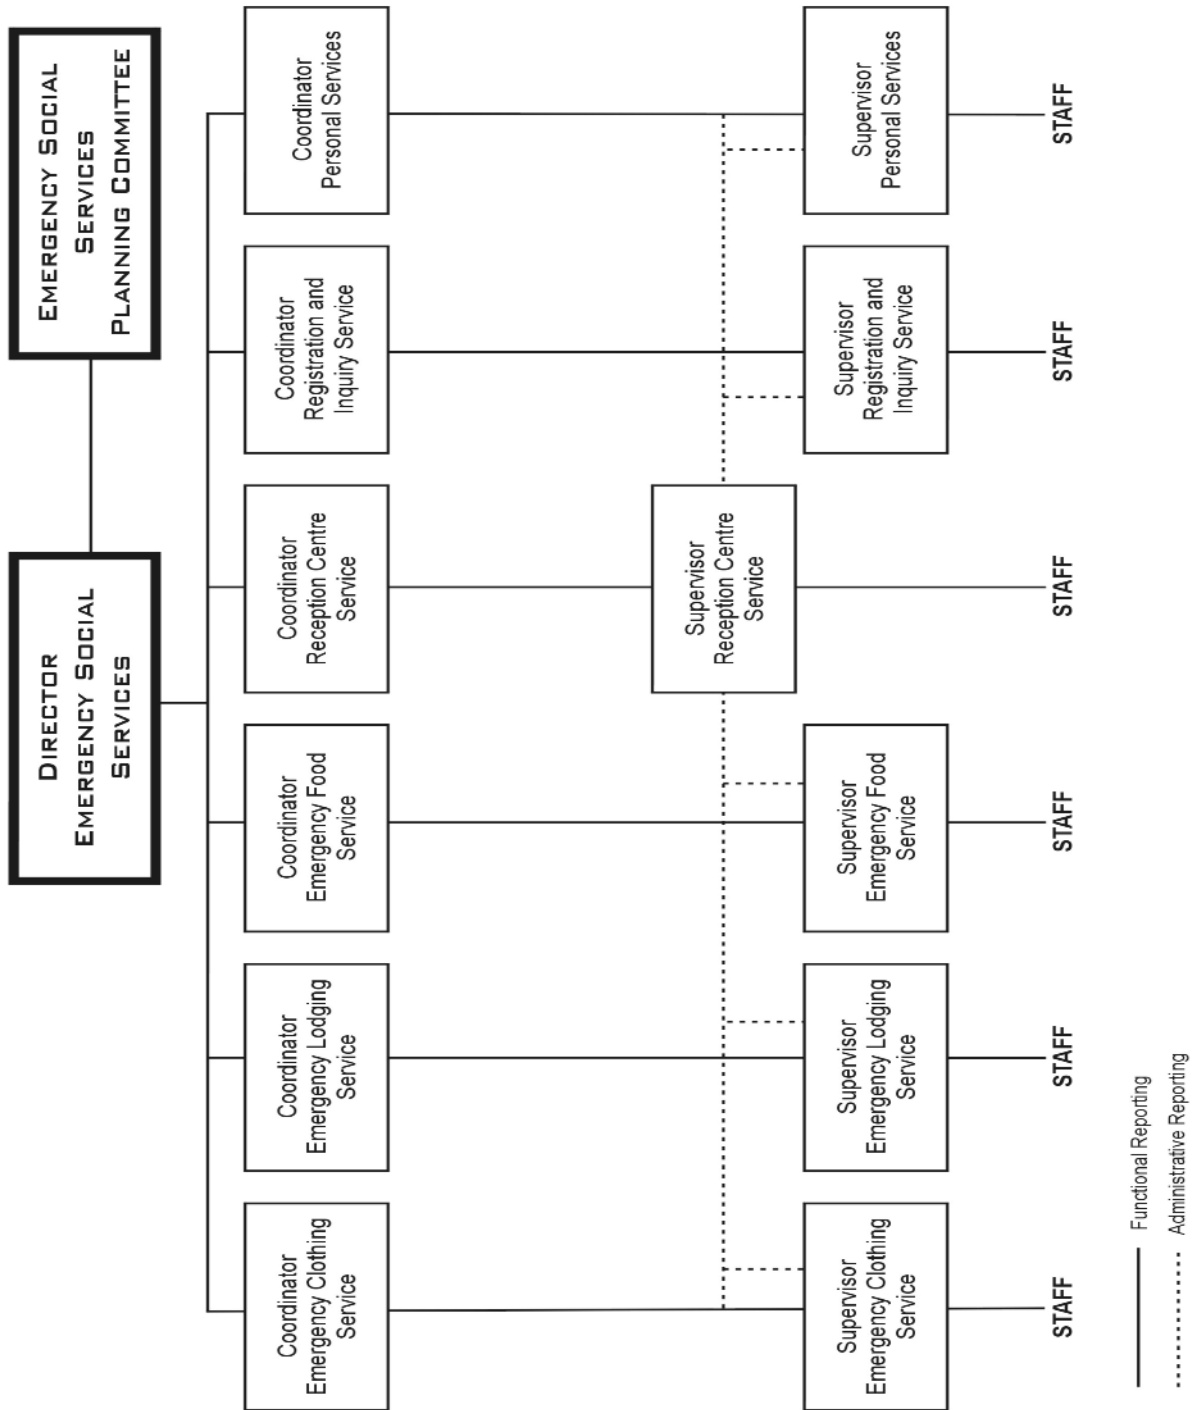 DIRECTOR
EMERGENCY SOCIAL
SERVICES
EMERGENCY SOCIAL
SERVICES
PLANNING COMMITTEE
Coordinator
Emergency Clothing
Service
Coordinator
Emergency Lodging
Service
Coordinator
Emergency Food
Service
Coordinator
Reception Centre
Service
Coordinator
Registration and
Inquiry Service
Coordinator
Personal Services
Supervisor
Reception Centre
Service
Supervisor
Emergency Clothing
Service
Supervisor
Emergency Lodging
Service
Supervisor
Emergency Food
Service
Supervisor
Registration and
Inquiry Service
Supervisor
Personal Services
STAFF
STAFF
STAFF
STAFF
STAFF
STAFF
Functional Reporting
Administrative Reporting